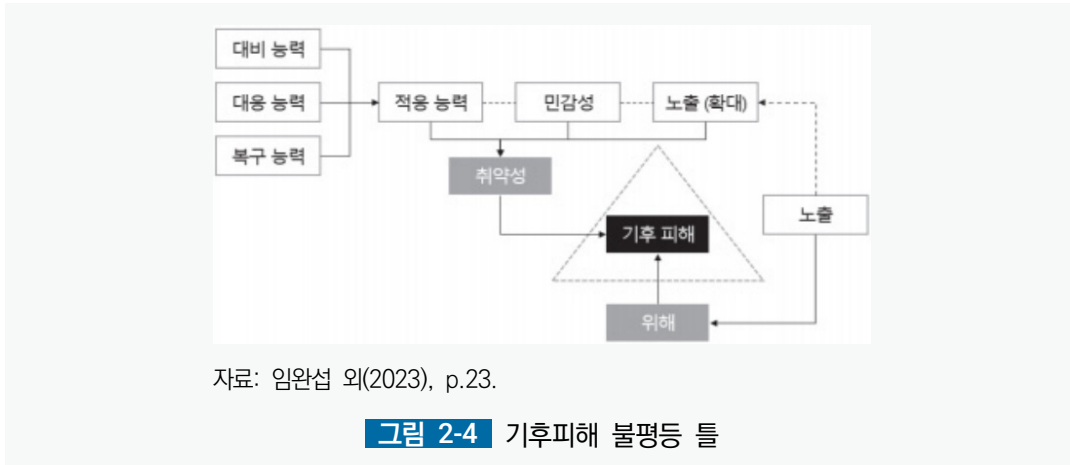 대비 능력
대응 능력
복구 능력
적응 능력
민감성
노출 (확대)
취약성
노출
기후 피해
위해
자료: 임완섭 외(2023), p.23.
그림 2-4 기후피해 불평등 틀